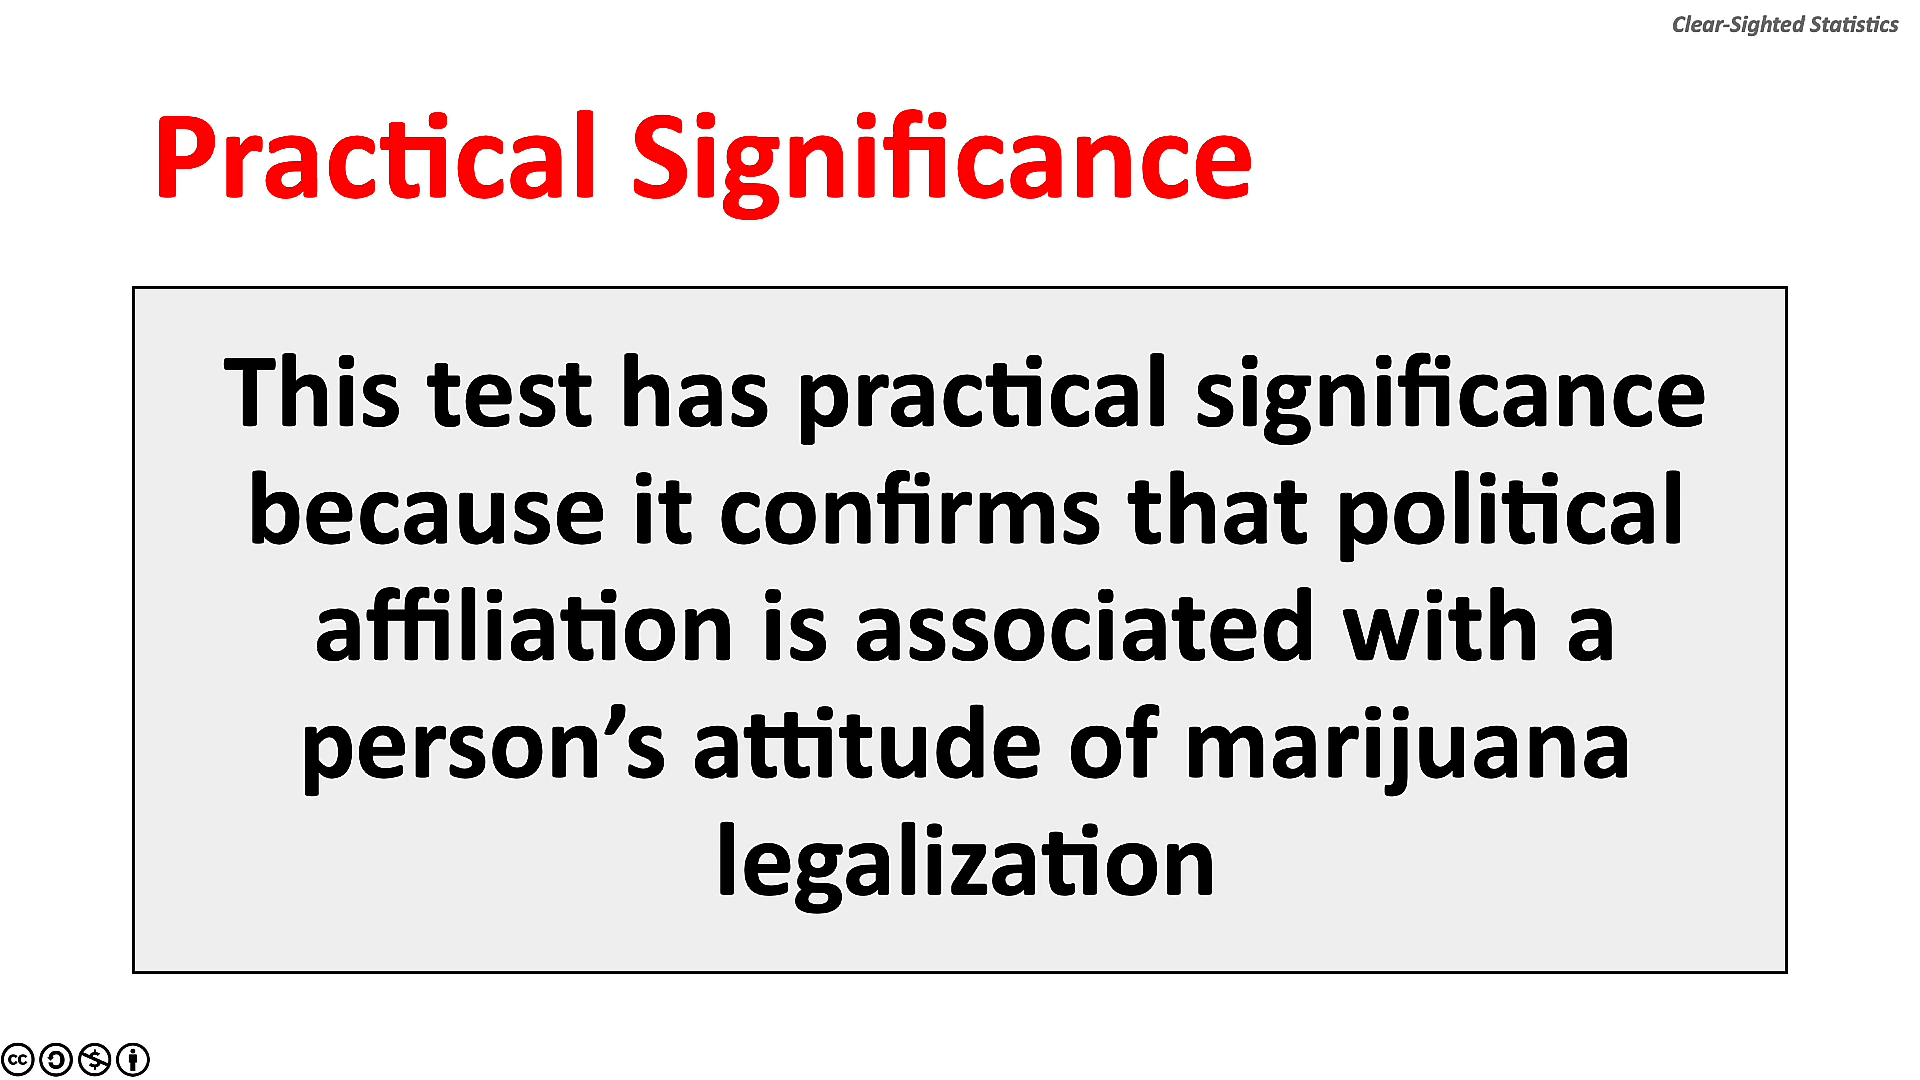 Clear-Sighted Statistics
Practical Significance
This test has practical significance
because it confirms that political
affiliation is associated with a
person’s attitude of marijuana
legalization
cc